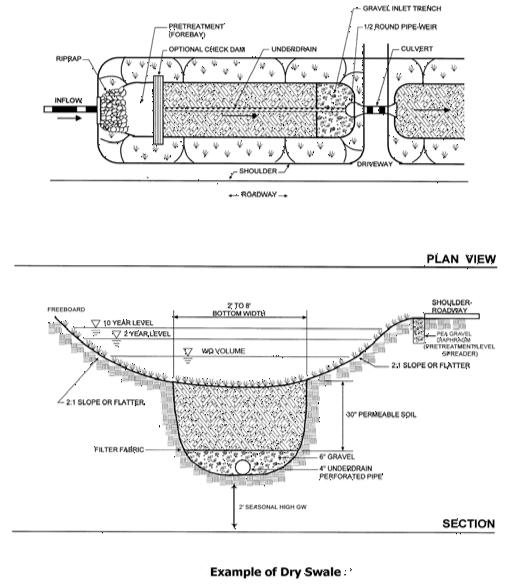 GRAVEL INLET TRENCH
PRETREATMENT
(FOREBAY)
1/2 ROUND PIPE-WEIR
OPTIONAL CHECK DAM
UNDERDRAIN
CULVERT
RIPRAP
INFLOW
DRIVEWAY
SHOULDER
ROADWAY
PLAN VIEW
2' TO 8'
BOTTOM WIDTH
SHOULDER-
ROADWAY
FREEBOARD
10 YEAR LEVEL
2 YEAR LEVEL
WQ VOLUME
PEA GRAVEL
DIAPHRAGM
(PRETREATMENT/LEVEL
SPREADER)
2:1 SLOPE OR FLATTER
2:1 SLOPE OR FLATTER
30" PERMEABLE SOIL
FILTER FABRIC
6" GRAVEL
4" UNDERDRAIN
PERFORATED PIPE
2' SEASONAL HIGH GW
SECTION
Example of Dry Swale